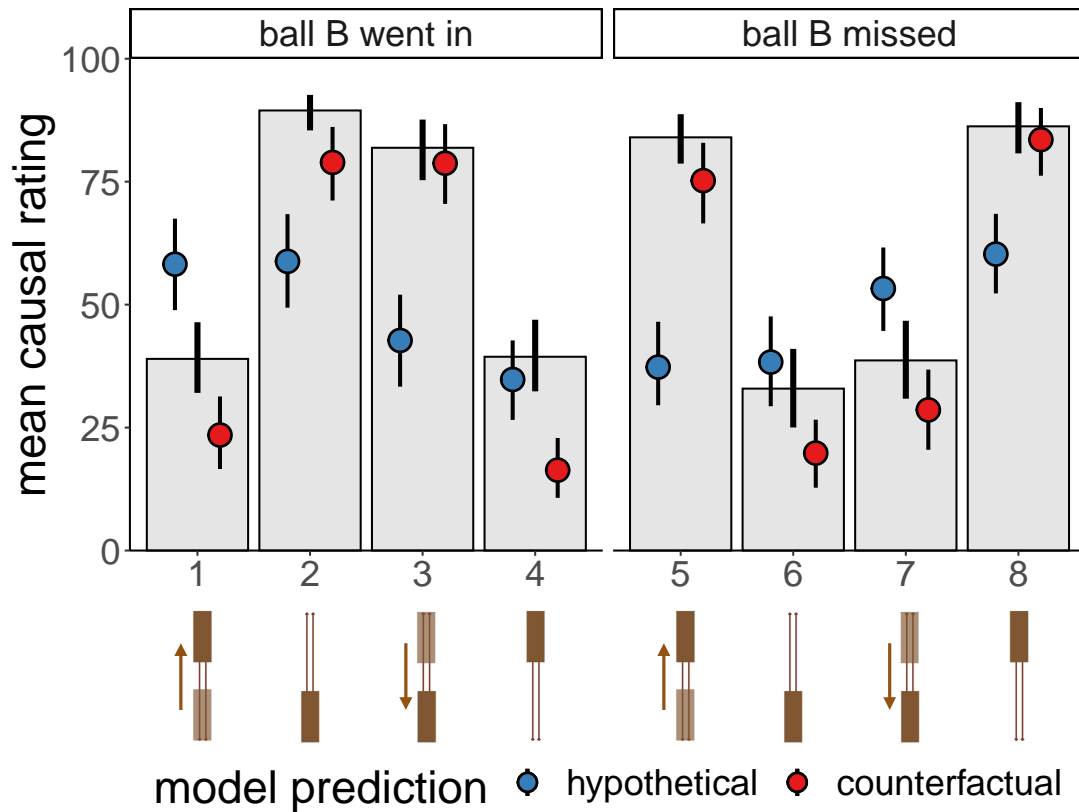 ball B went in
ball B missed
mean causal rating
100
75
50
25
0
1 2 3 4 5 6 7 8
model prediction hypothetical counterfactual